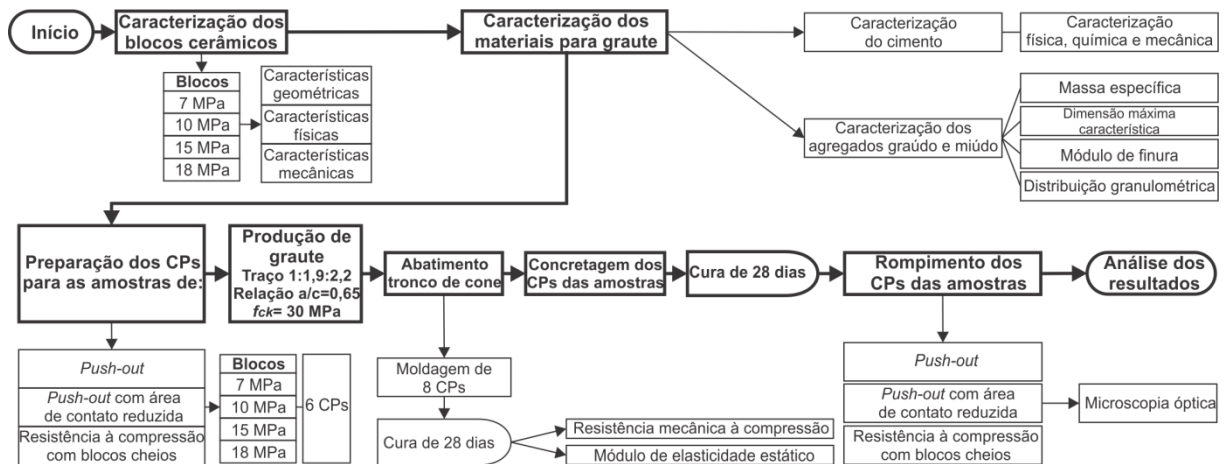 Início
Caracterização dos
blocos cerâmicos
Caracterização dos
materiais para graute
Caracterização
do cimento
Caracterização
física, química e mecânica
Blocos
7 MPa
10 MPa
15 MPa
18 MPa
Características
geométricas
Características
físicas
Características
mecânicas
Caracterização dos
agregados graúdo e miúdo
Massa específica
Dimensão máxima
característica
Módulo de finura
Distribuição granulométrica
Preparação dos CPs
para as amostras de:
Produção de
graute
Traço 1:1,9:2,2
Relação a/c=0,65
fck= 30 MPa
Abatimento
tronco de cone
Concretagem dos
CPs das amostras
Cura de 28 dias
Rompimento dos
CPs das amostras
Análise dos
resultados
Push-out
Push-out com área
de contato reduzida
Resistência à compressão
com blocos cheios
Blocos
7 MPa
10 MPa
15 MPa
18 MPa
6 CPs
Moldagem de
8 CPs
Cura de 28 dias
Resistência mecânica à compressão
Módulo de elasticidade estático
Push-out
Push-out com área
de contato reduzida
Resistência à compressão
com blocos cheios
Microscopia óptica